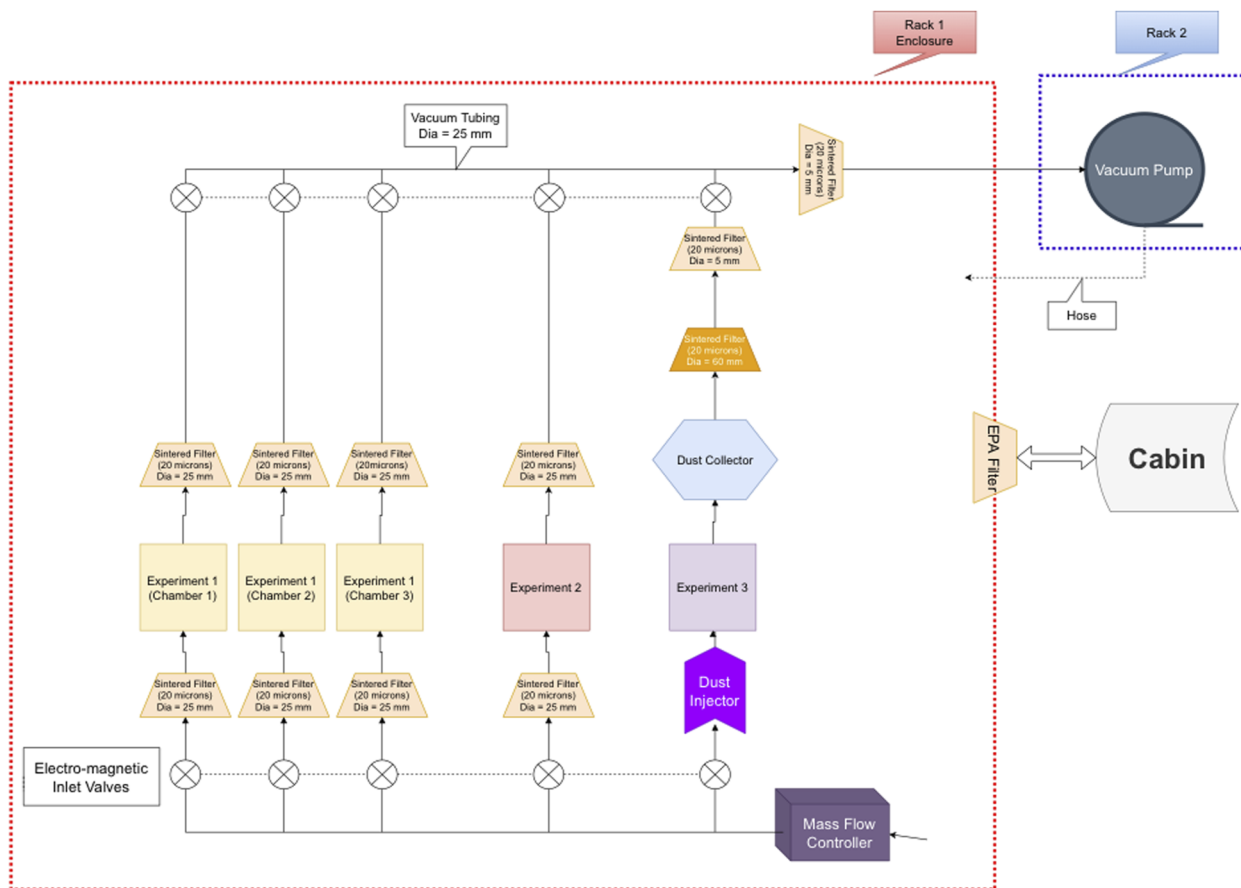 Rack 1
Enclosure
Rack 2
Vacuum Tubing
Dia = 25 mm
Sintered Filter
(20 microns)
Dia = 5 mm
Vacuum Pump
Sintered Filter
(20 microns)
Dia = 5 mm
Hose
Sintered Filter
(20 microns)
Dia = 60 mm
Sintered Filter
(20 microns)
Dia = 25 mm
Sintered Filter
(20 microns)
Dia = 25 mm
Sintered Filter
(20microns)
Dia = 25 mm
Sintered Filter
(20 microns)
Dia = 25 mm
Dust Collector
EPA Filter
Cabin
Experiment 1
(Chamber 1)
Experiment 1
(Chamber 2)
Experiment 1
(Chamber 3)
Experiment 2
Experiment 3
Sintered Filter
(20 microns)
Dia = 25 mm
Sintered Filter
(20 microns)
Dia = 25 mm
Sintered Filter
(20 microns)
Dia = 25 mm
Sintered Filter
(20 microns)
Dia = 25 mm
Dust
Injector
Electro-magnetic
Inlet Valves
Mass Flow
Controller